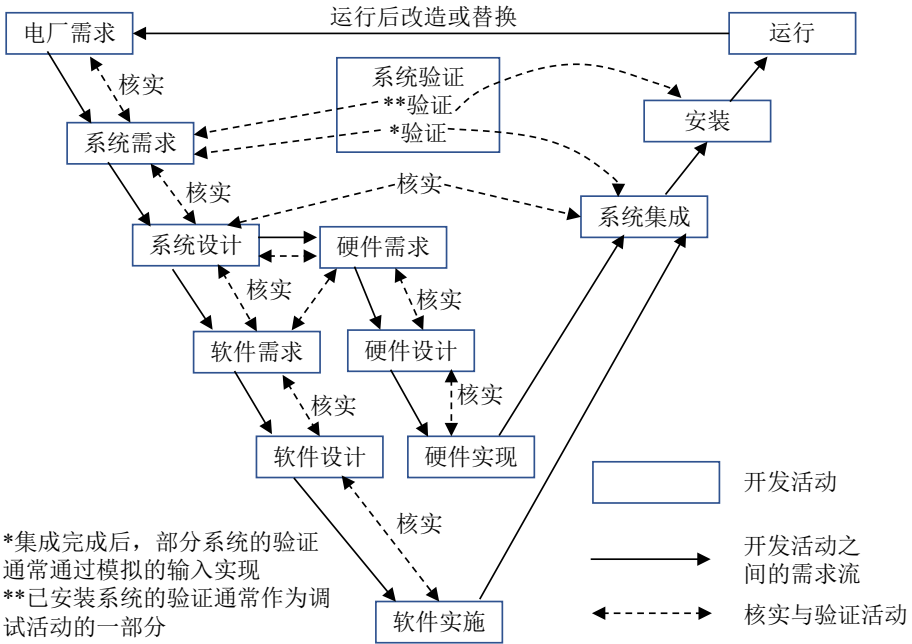 运行后改造或替换
电厂需求
运行
核实
系统验证
**验证
*验证
安装
系统需求
核实
核实
系统集成
系统设计
硬件需求
核实
核实
软件需求
硬件设计
核实
核实
软件设计
硬件实现
开发活动
核实
*集成完成后，部分系统的验证
通常通过模拟的输入实现
**已安装系统的验证通常作为调
试活动的一部分
开发活动之
间的需求流
软件实施
核实与验证活动